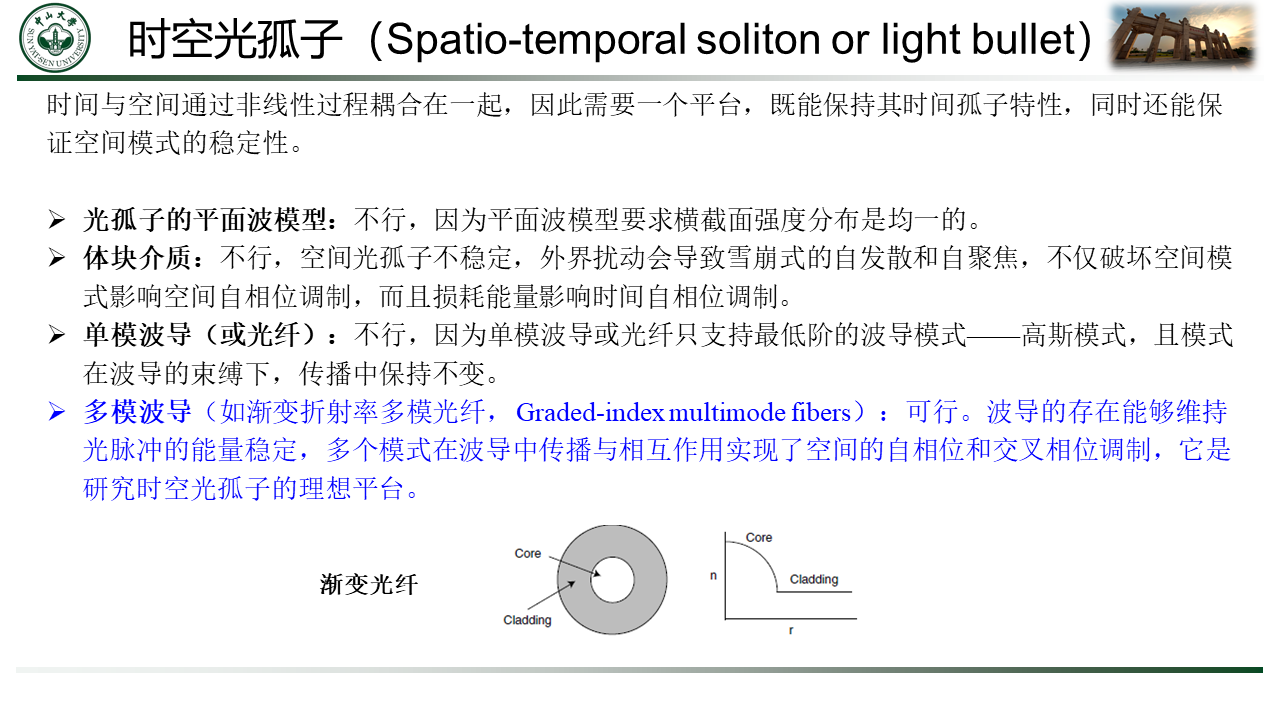 中山大学
SUN YAT-SEN UNIVERSITY
时空光孤子（Spatio-temporal soliton or light bullet）
时间与空间通过非线性过程耦合在一起，因此需要一个平台，既能保持其时间孤子特性，同时还能保
证空间模式的稳定性。
➢ 光孤子的平面波模型：不行，因为平面波模型要求横截面强度分布是均一的。
➢ 体块介质：不行，空间光孤子不稳定，外界扰动会导致雪崩式的自发散和自聚焦，不仅破坏空间模
式影响空间自相位调制，而且损耗能量影响时间自相位调制。
➢ 单模波导（或光纤）：不行，因为单模波导或光纤只支持最低阶的波导模式——高斯模式，且模式
在波导的束缚下，传播中保持不变。
➢ 多模波导（如渐变折射率多模光纤，Graded-index multimode fibers）：可行。波导的存在能够维持
光脉冲的能量稳定，多个模式在波导中传播与相互作用实现了空间的自相位和交叉相位调制，它是
研究时空光孤子的理想平台。
渐变光纤
Core
Cladding
Core
n
Cladding
r